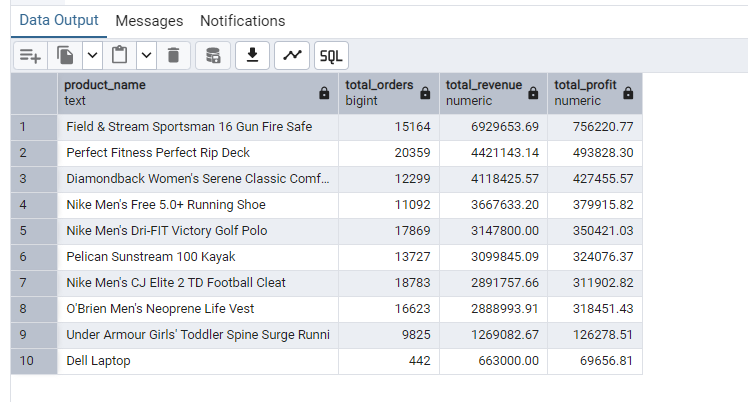 Data Output Messages Notifications
SQL
product_name total_orders total_revenue total_profit
text bigint numeric numeric
1 Field & Stream Sportsman 16 Gun Fire Safe 15164 6929653.69 756220.77
2 Perfect Fitness Perfect Rip Deck 20359 4421143.14 493828.30
3 Diamondback Women's Serene Classic Comf... 12299 4118425.57 427455.57
4 Nike Men's Free 5.0+ Running Shoe 11092 3667633.20 379915.82
5 Nike Men's Dri-FIT Victory Golf Polo 17869 3147800.00 350421.03
6 Pelican Sunstream 100 Kayak 13727 3099845.09 324076.37
7 Nike Men's CJ Elite 2 TD Football Cleat 18783 2891757.66 311902.82
8 O'Brien Men's Neoprene Life Vest 16623 2888993.91 318451.43
9 Under Armour Girls' Toddler Spine Surge Runni 9825 1269082.67 126278.51
10 Dell Laptop 442 663000.00 69656.81